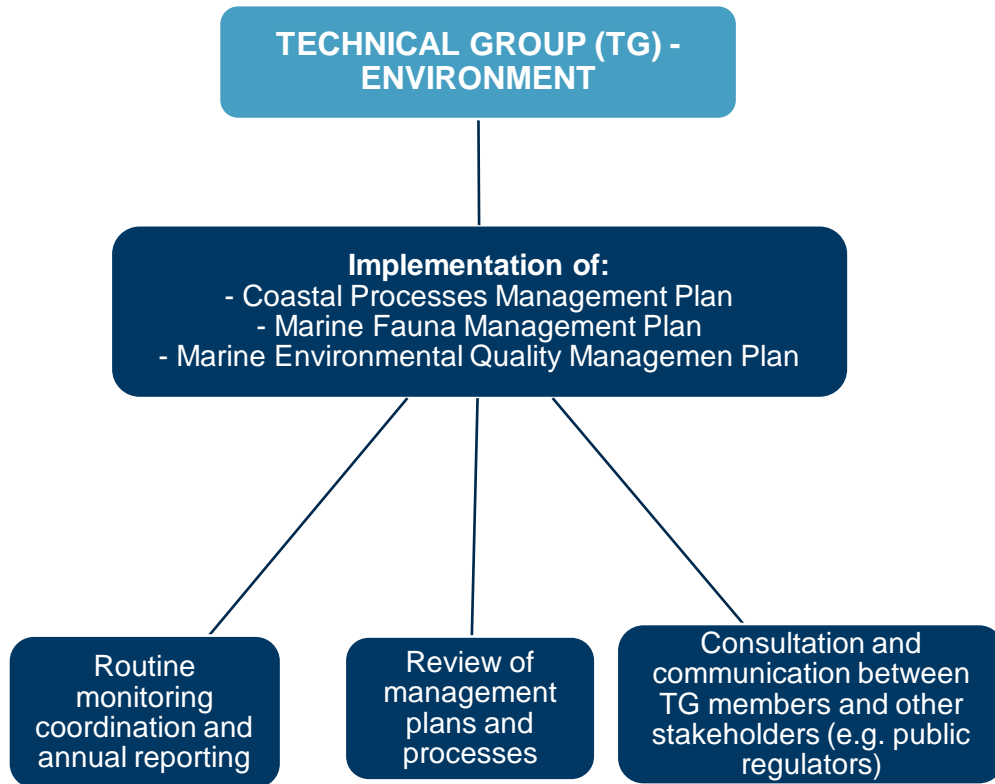 TECHNICAL GROUP (TG) -
ENVIRONMENT
Implementation of:
- Coastal Processes Management Plan
- Marine Fauna Management Plan
- Marine Environmental Quality Managemen Plan
Routine
monitoring
coordination and
annual reporting
Review of
management
plans and
processes
Consultation and
communication between
TG members and other
stakeholders (e.g. public
regulators)